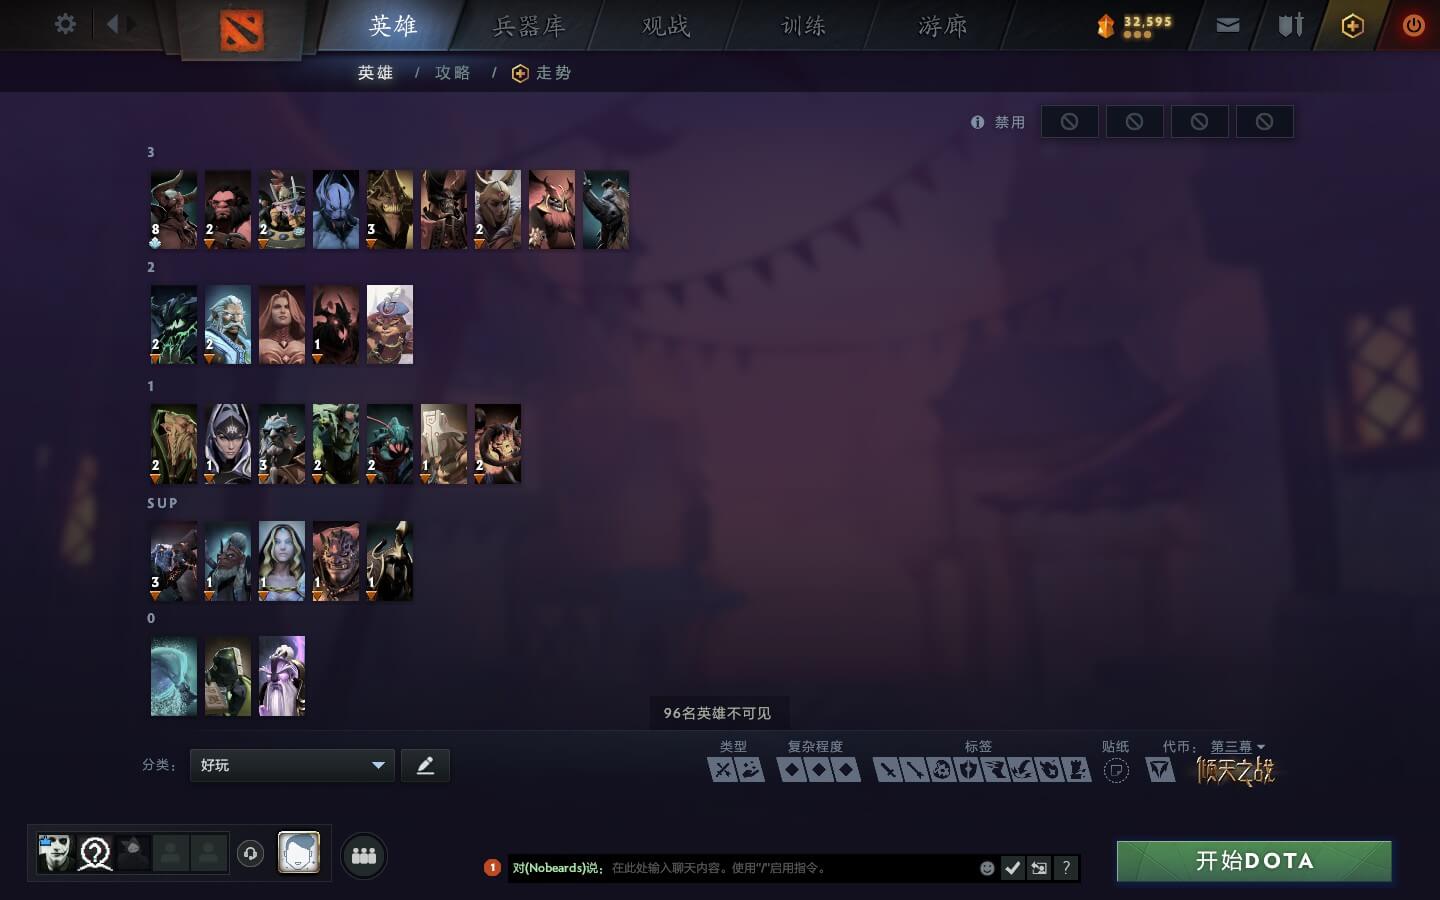 英雄 兵器库 观战 训练 游廊 32,595
英雄 / 攻略 / 走势
禁用
3
8 2 2 3 2
2
2 2 1
1
2 1 3 2 2 1 2
SUP
3 1 1 1 1
0
96名英雄不可见
类型 复杂程度 标签 贴纸 代币: 第三幕
分类: 好玩
倾天之战
1 对(Nobeards)说: 在此处输入聊天内容。使用“/”启用指令。 ?
开始DOTA